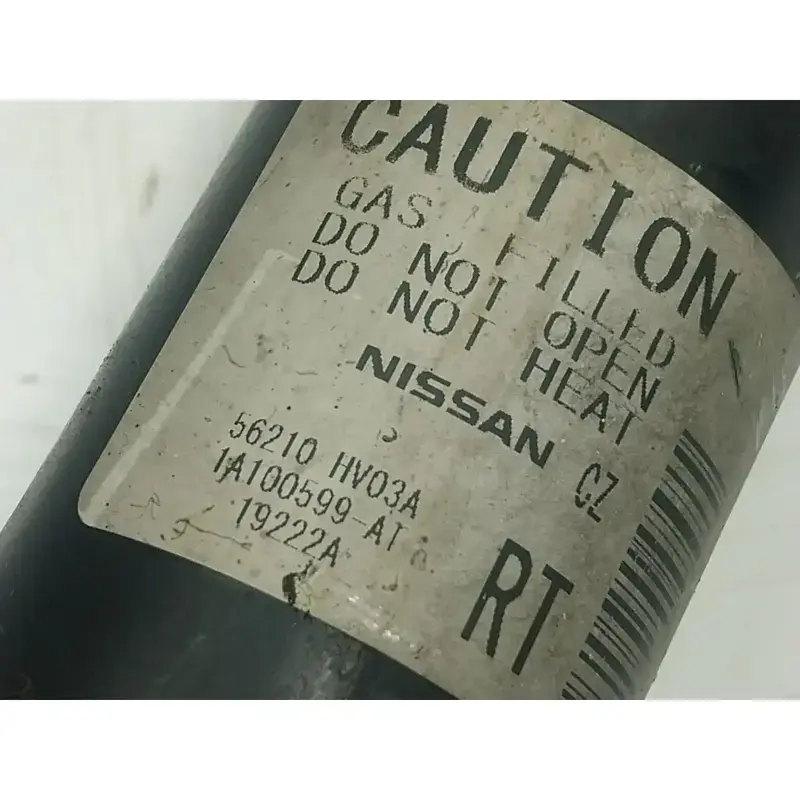 CAUTION
GAS FILLED
DO NOT OPEN
DO NOT HEAT
NISSAN CZ
56210 HV03A
1A100599-AT
19222A
RT